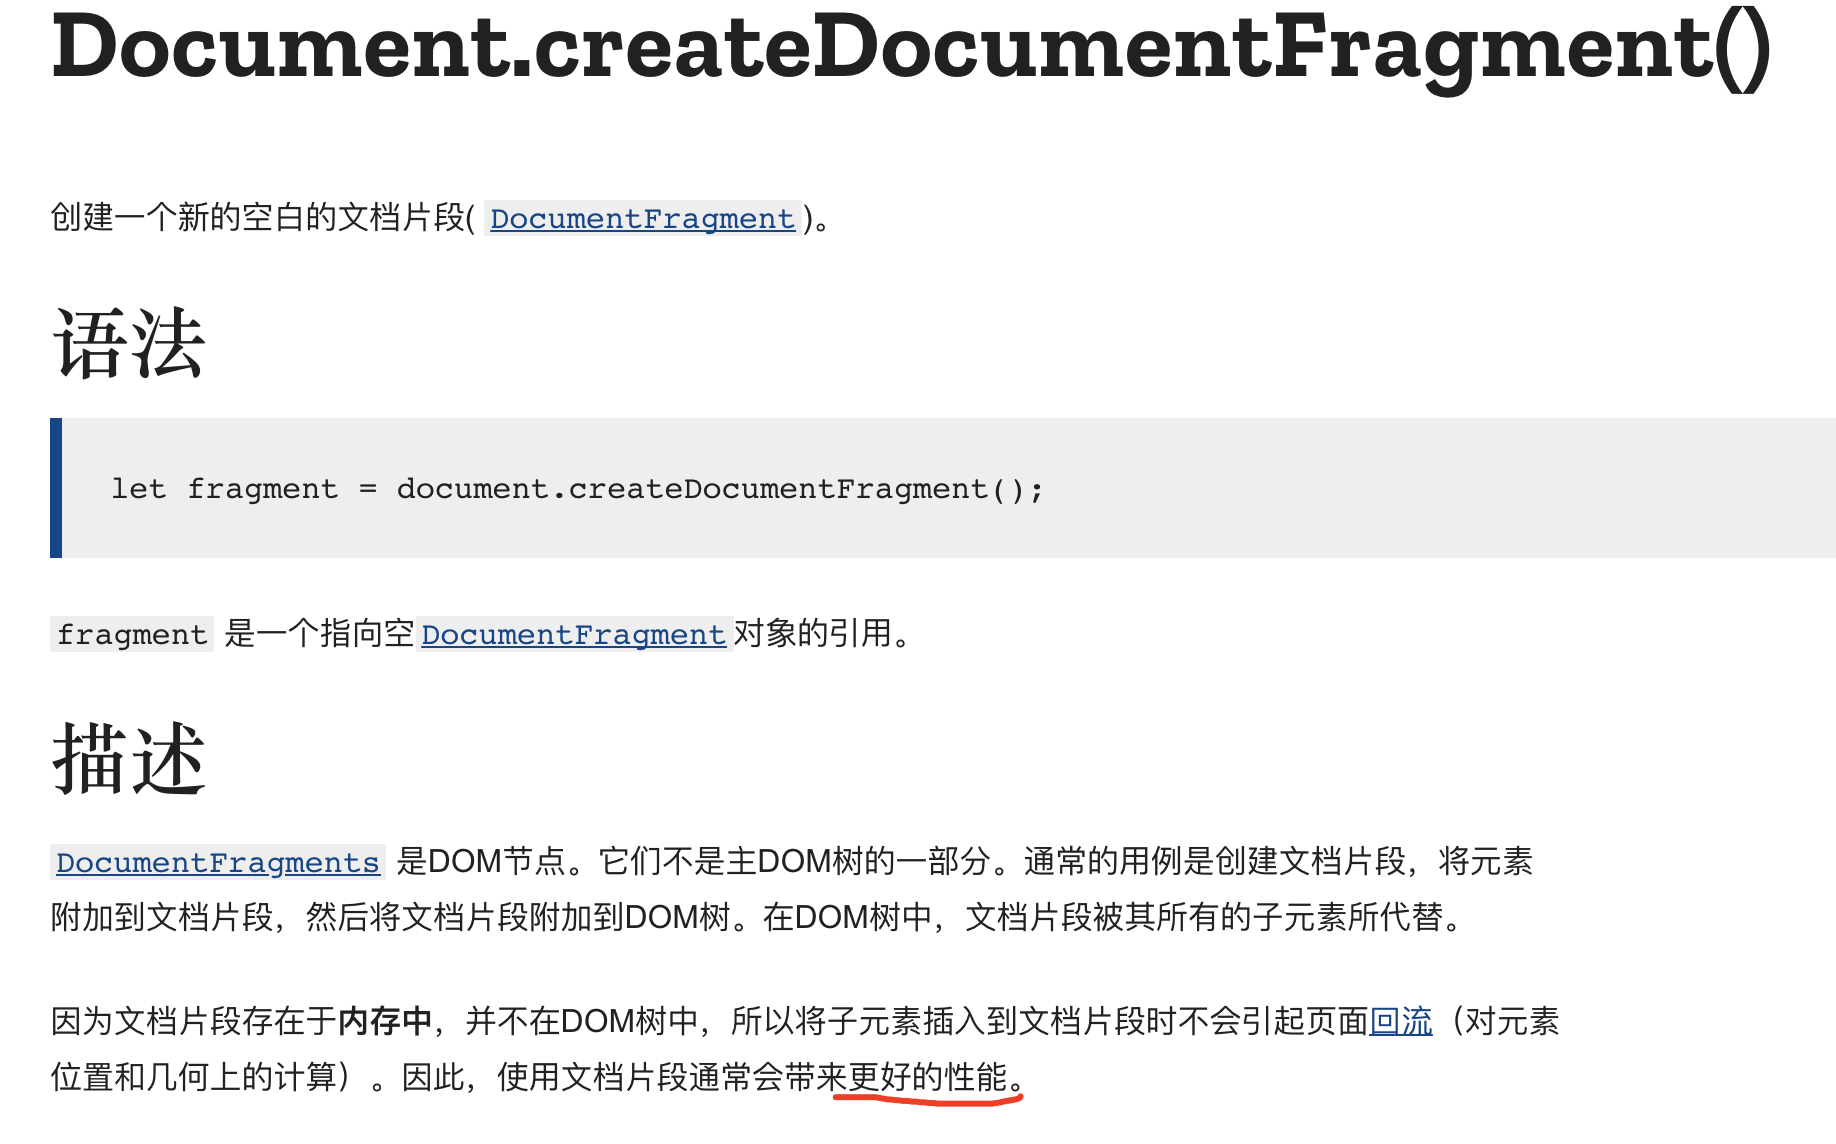 Document.createDocumentFragment()
创建一个新的空白的文档片段( DocumentFragment)。
语法
let fragment = document.createDocumentFragment();
fragment 是一个指向空DocumentFragment对象的引用。
描述
DocumentFragments 是DOM节点。它们不是主DOM树的一部分。通常的用例是创建文档片段，将元素
附加到文档片段，然后将文档片段附加到DOM树。在DOM树中，文档片段被其所有的子元素所代替。
因为文档片段存在于内存中，并不在DOM树中，所以将子元素插入到文档片段时不会引起页面回流（对元素
位置和几何上的计算）。因此，使用文档片段通常会带来更好的性能。